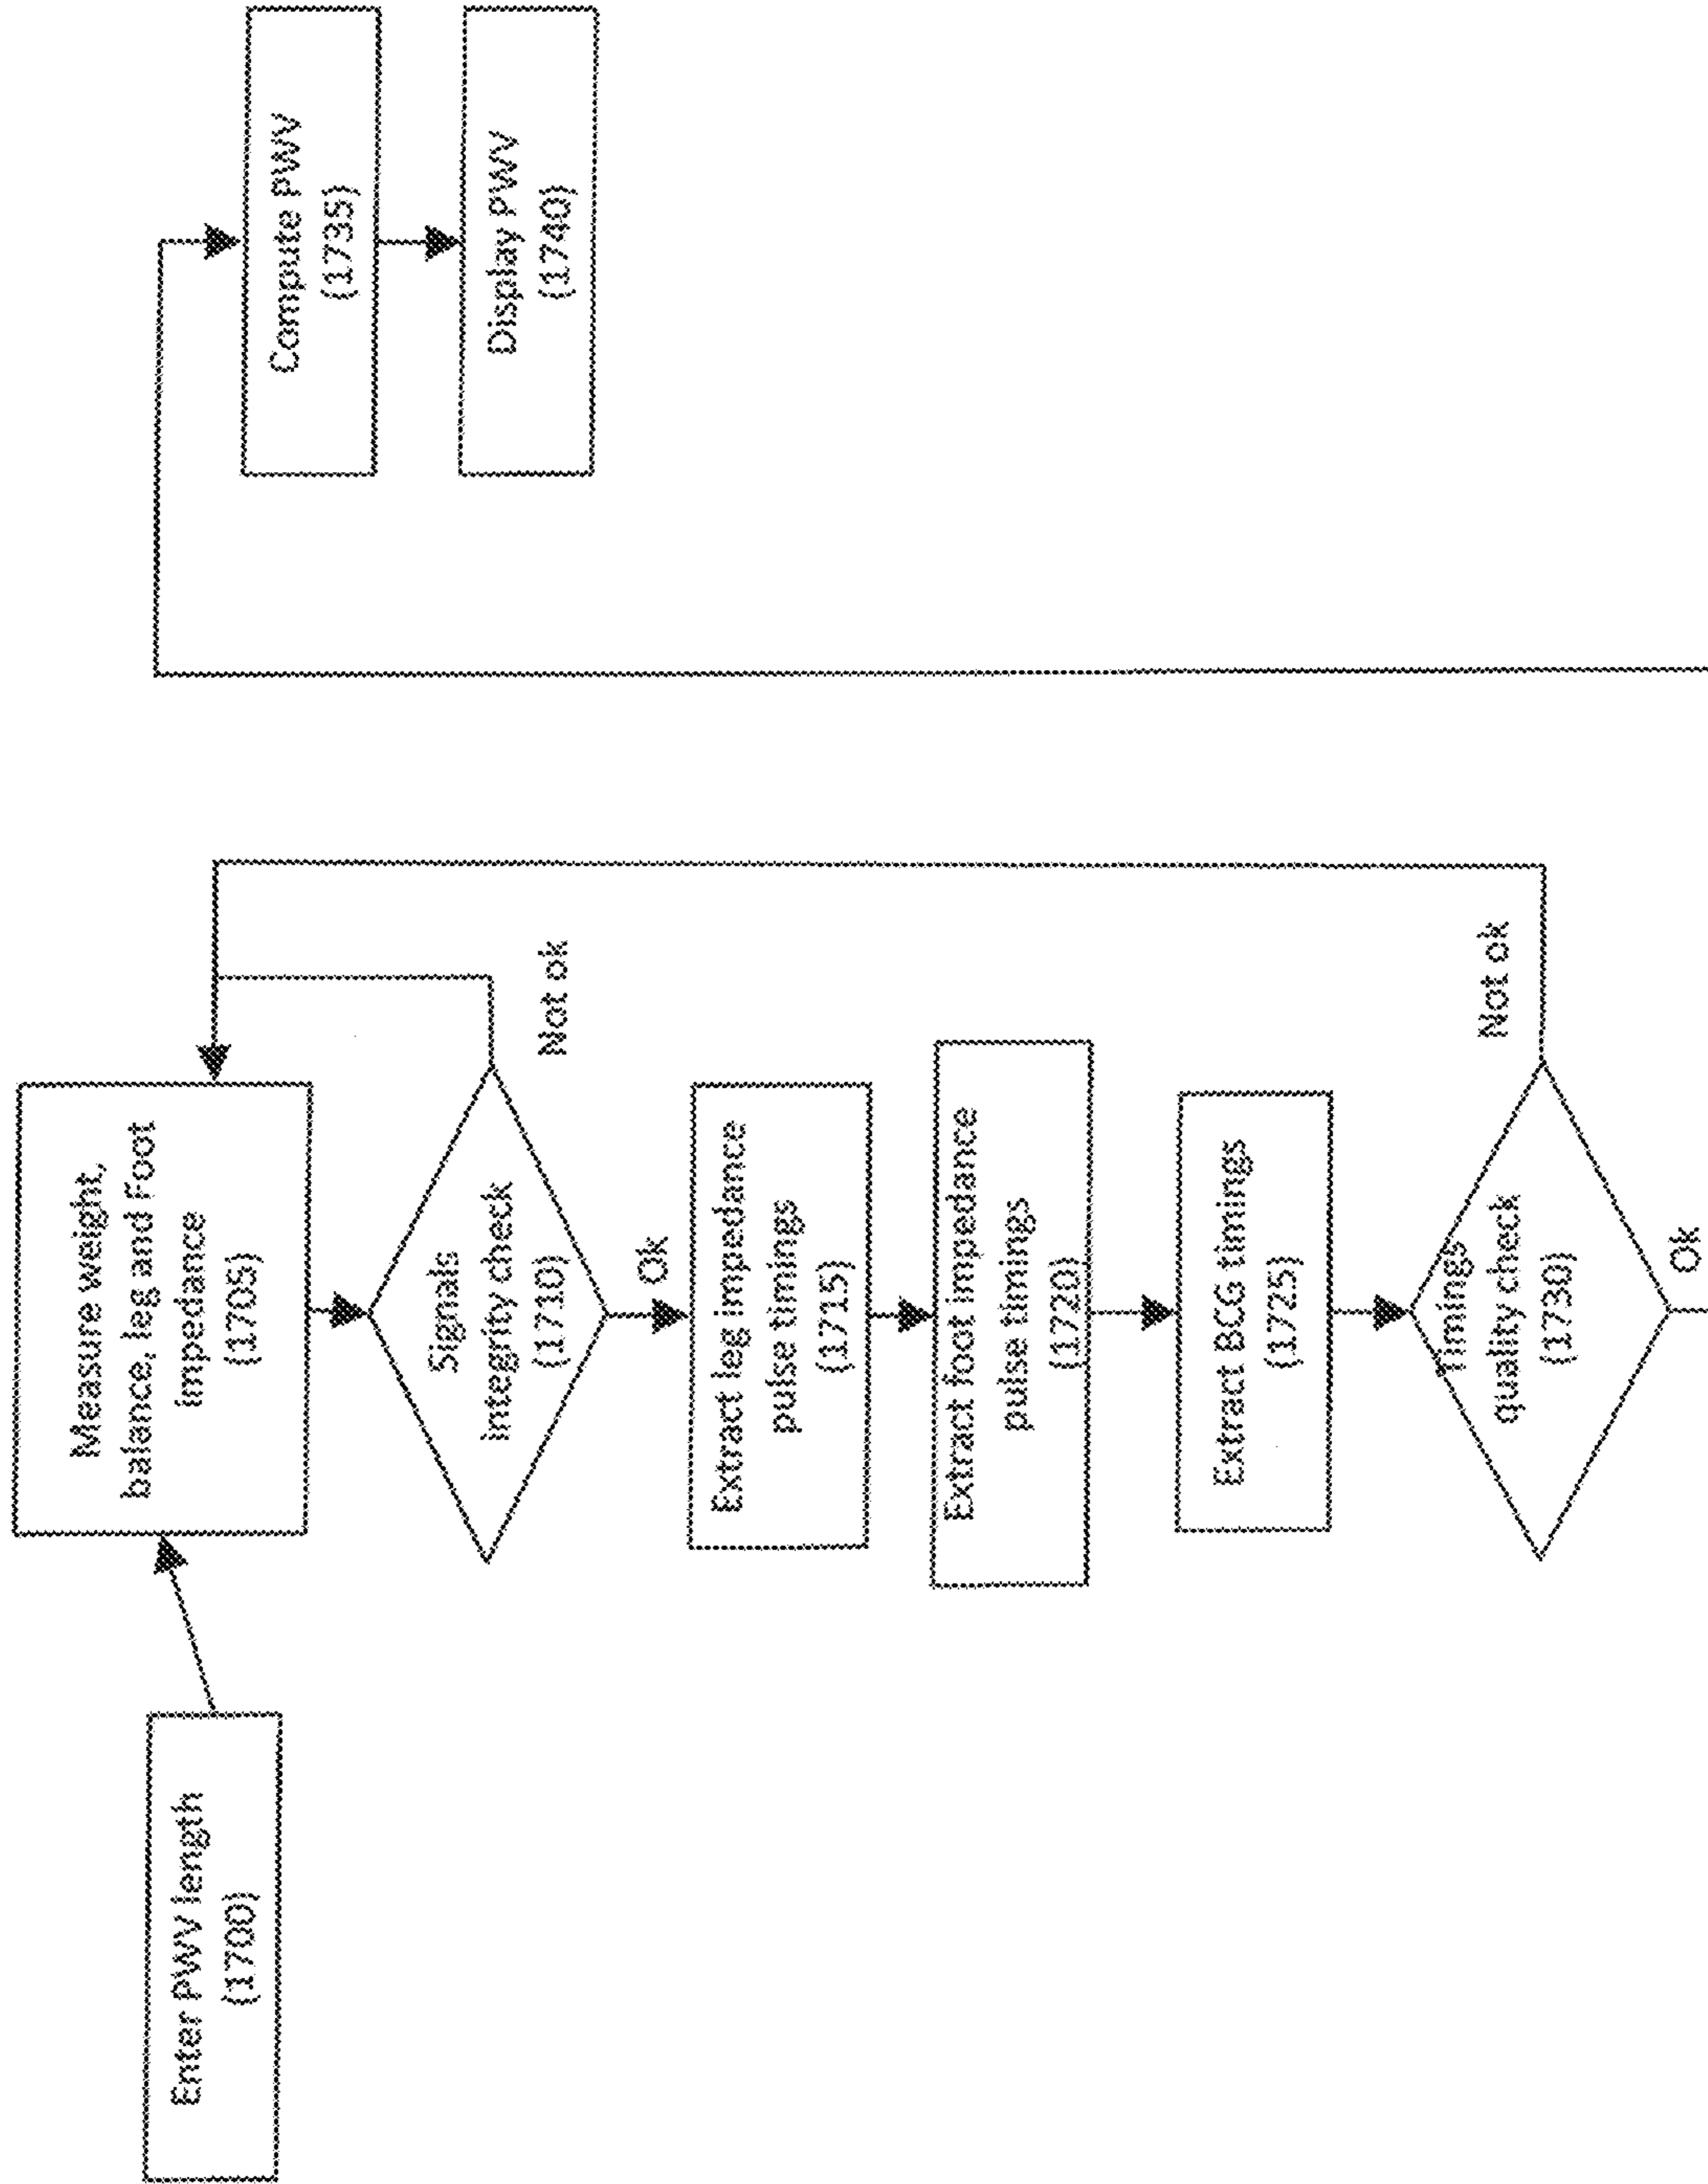 Enter PWV length
(1700)
Measure weight,
balance, leg and Foot
impedance
(1705)
Signals
integrity check
(1710)
Not ok
Ok
Extract leg impedance
pulse timings
(1715)
Extract foot impedance
pulse timings
(1720)
Extract BCG timings
(1725)
Timings
quality check
(1730)
Not ok
Ok
Compute PWV
(1735)
Display PWV
(1740)